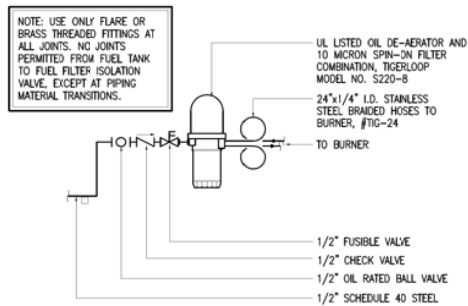 NOTE: USE ONLY FLARE OR
BRASS THREADED FITTINGS AT
ALL JOINTS. NO JOINTS
PERMITTED FROM FUEL TANK
TO FUEL FILTER ISOLATION
VALVE, EXCEPT AT PIPING
MATERIAL TRANSITIONS.
UL LISTED OIL DE-AERATOR AND
10 MICRON SPIN-ON FILTER
COMBINATION, TIGERLOOP
MODEL NO. S220-8
24"x1/4" I.D. STAINLESS
STEEL BRAIDED HOSES TO
BURNER, #TIG-24
TO BURNER
F
1/2" FUSIBLE VALVE
1/2" CHECK VALVE
1/2" OIL RATED BALL VALVE
1/2" SCHEDULE 40 STEEL